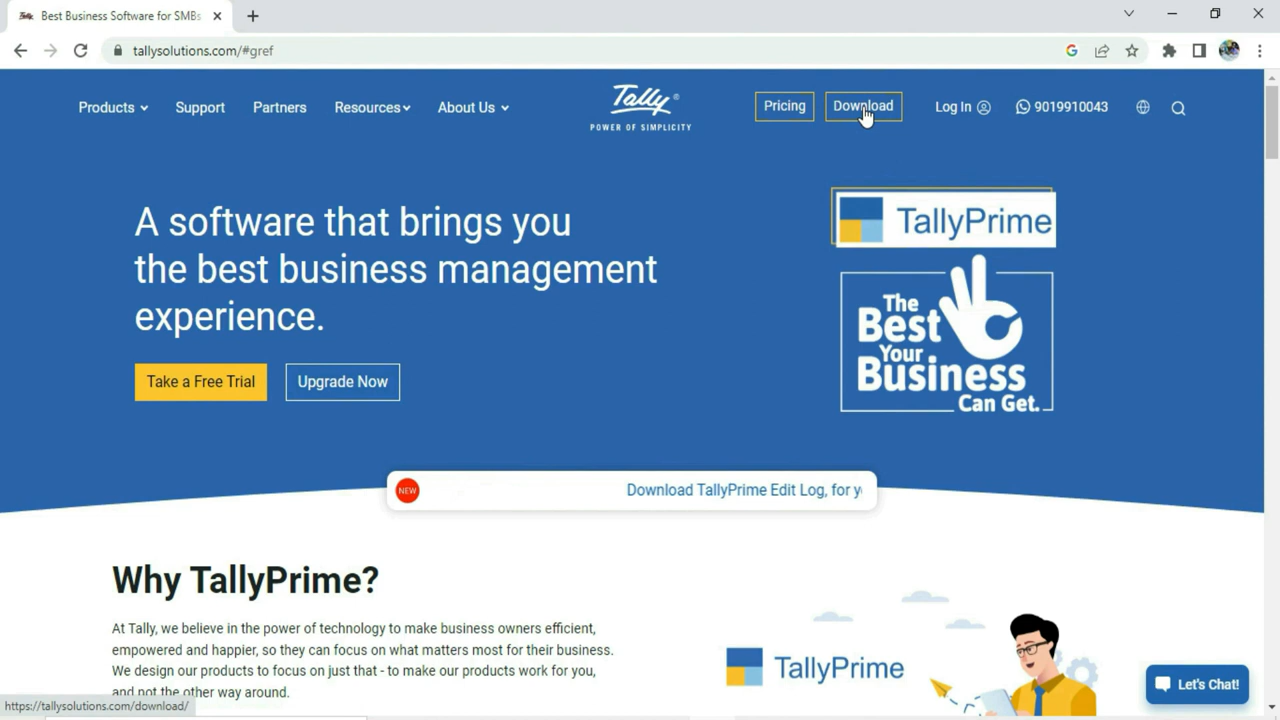 Best Business Software for SMBs
tallysolutions.com/#gref
Products
Support
Partners
Resources
About Us
Tally®
POWER OF SIMPLICITY
Pricing
Download
Log In
9019910043
A software that brings you
the best business management
experience.
Take a Free Trial
Upgrade Now
TallyPrime
The
Best
Your
Business
Can Get.
NEW
Download TallyPrime Edit Log, for
Why TallyPrime?
At Tally, we believe in the power of technology to make business owners efficient,
empowered and happier, so they can focus on what matters most for their business.
We design our products to focus on just that - to make our products work for you,
and not the other way around.
TallyPrime
Let's Chat!
https://tallysolutions.com/download/